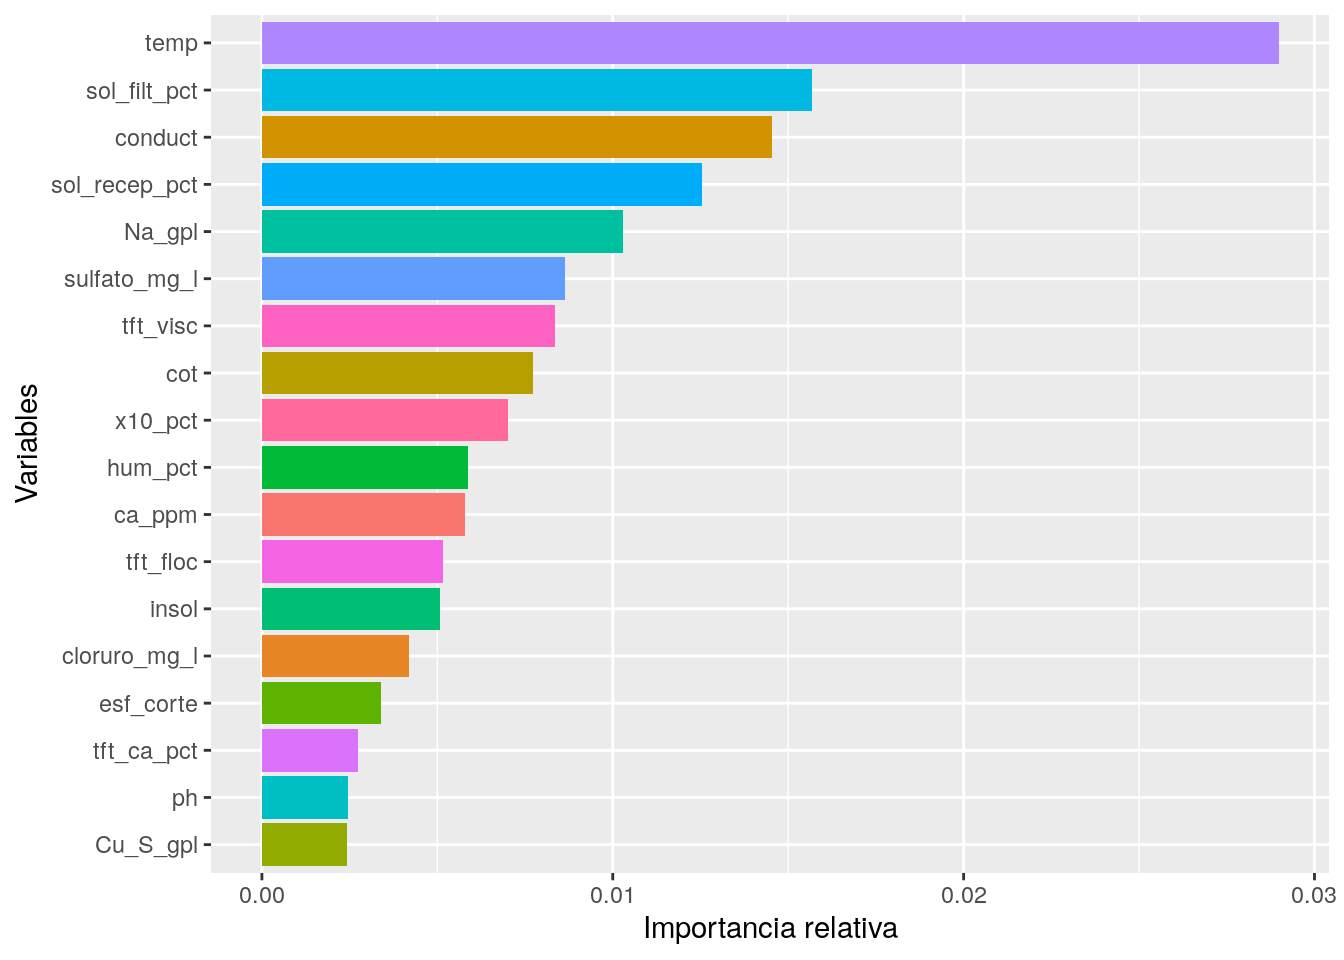 temp
sol_filt_pct
conduct
sol_recep_pct
Na_gpl
sulfato_mg_l
tft_visc
cot
x10_pct
hum_pct
ca_ppm
tft_floc
insol
cloruro_mg_l
esf_corte
tft_ca_pct
ph
Cu_S_gpl
Variables
0.00 0.01 0.02 0.03
Importancia relativa